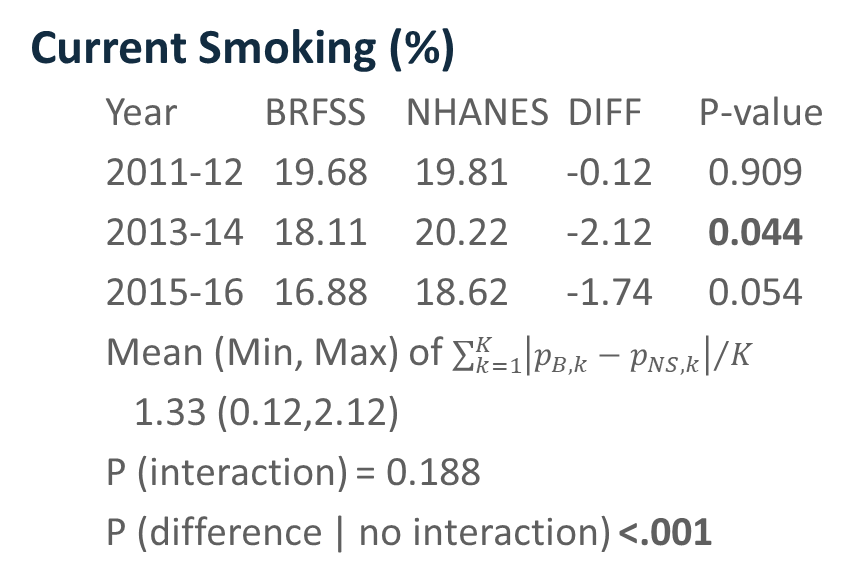 Current Smoking (%)
Year BRFSS NHANES DIFF P-value
2011-12 19.68 19.81 -0.12 0.909
2013-14 18.11 20.22 -2.12 0.044
2015-16 16.88 18.62 -1.74 0.054
Mean (Min, Max) of ∑_{k=1}^{K}|p_{B,k} − p_{NS,k}|/K
1.33 (0.12,2.12)
P (interaction) = 0.188
P (difference | no interaction) <.001